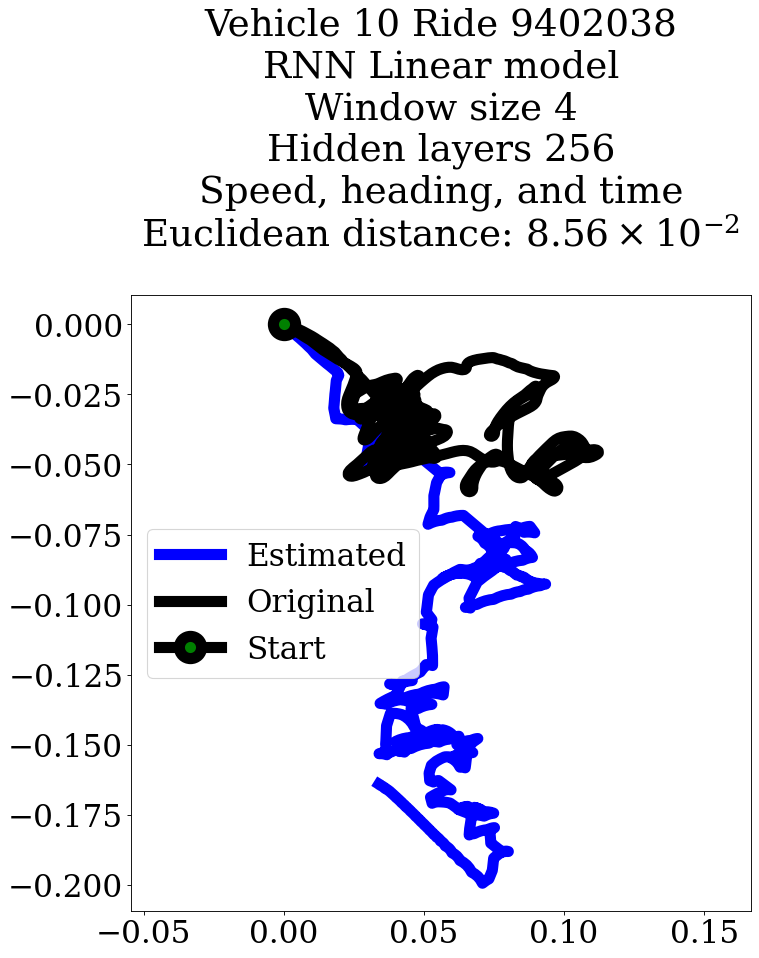 Vehicle 10 Ride 9402038
RNN Linear model
Window size 4
Hidden layers 256
Speed, heading, and time
Euclidean distance: 8.56 × 10⁻²
0.000
−0.025
−0.050
−0.075
−0.100
−0.125
−0.150
−0.175
−0.200
Estimated
Original
Start
−0.05 0.00 0.05 0.10 0.15